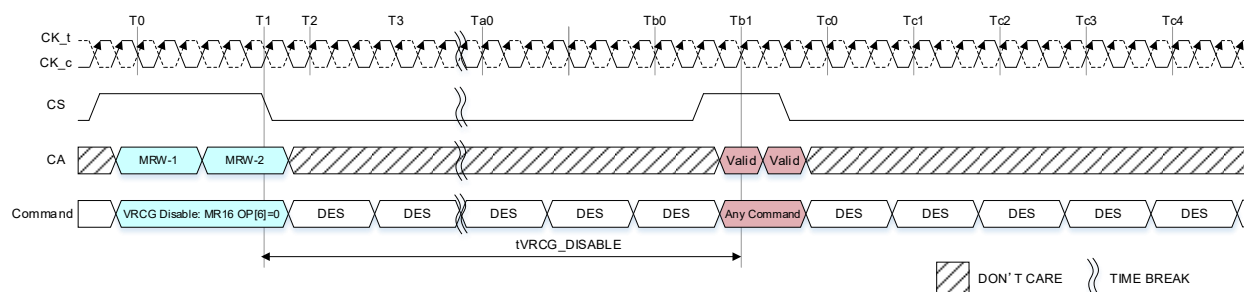 T0 T1 T2 T3 Ta0 Tb0 Tb1 Tc0 Tc1 Tc2 Tc3 Tc4
CK_t
CK_c
CS
CA MRW-1 MRW-2 Valid Valid
Command VRCG Disable: MR16 OP[6]=0 DES DES DES DES DES Any Command DES DES DES DES DES
tVRCG_DISABLE
DON'T CARE TIME BREAK